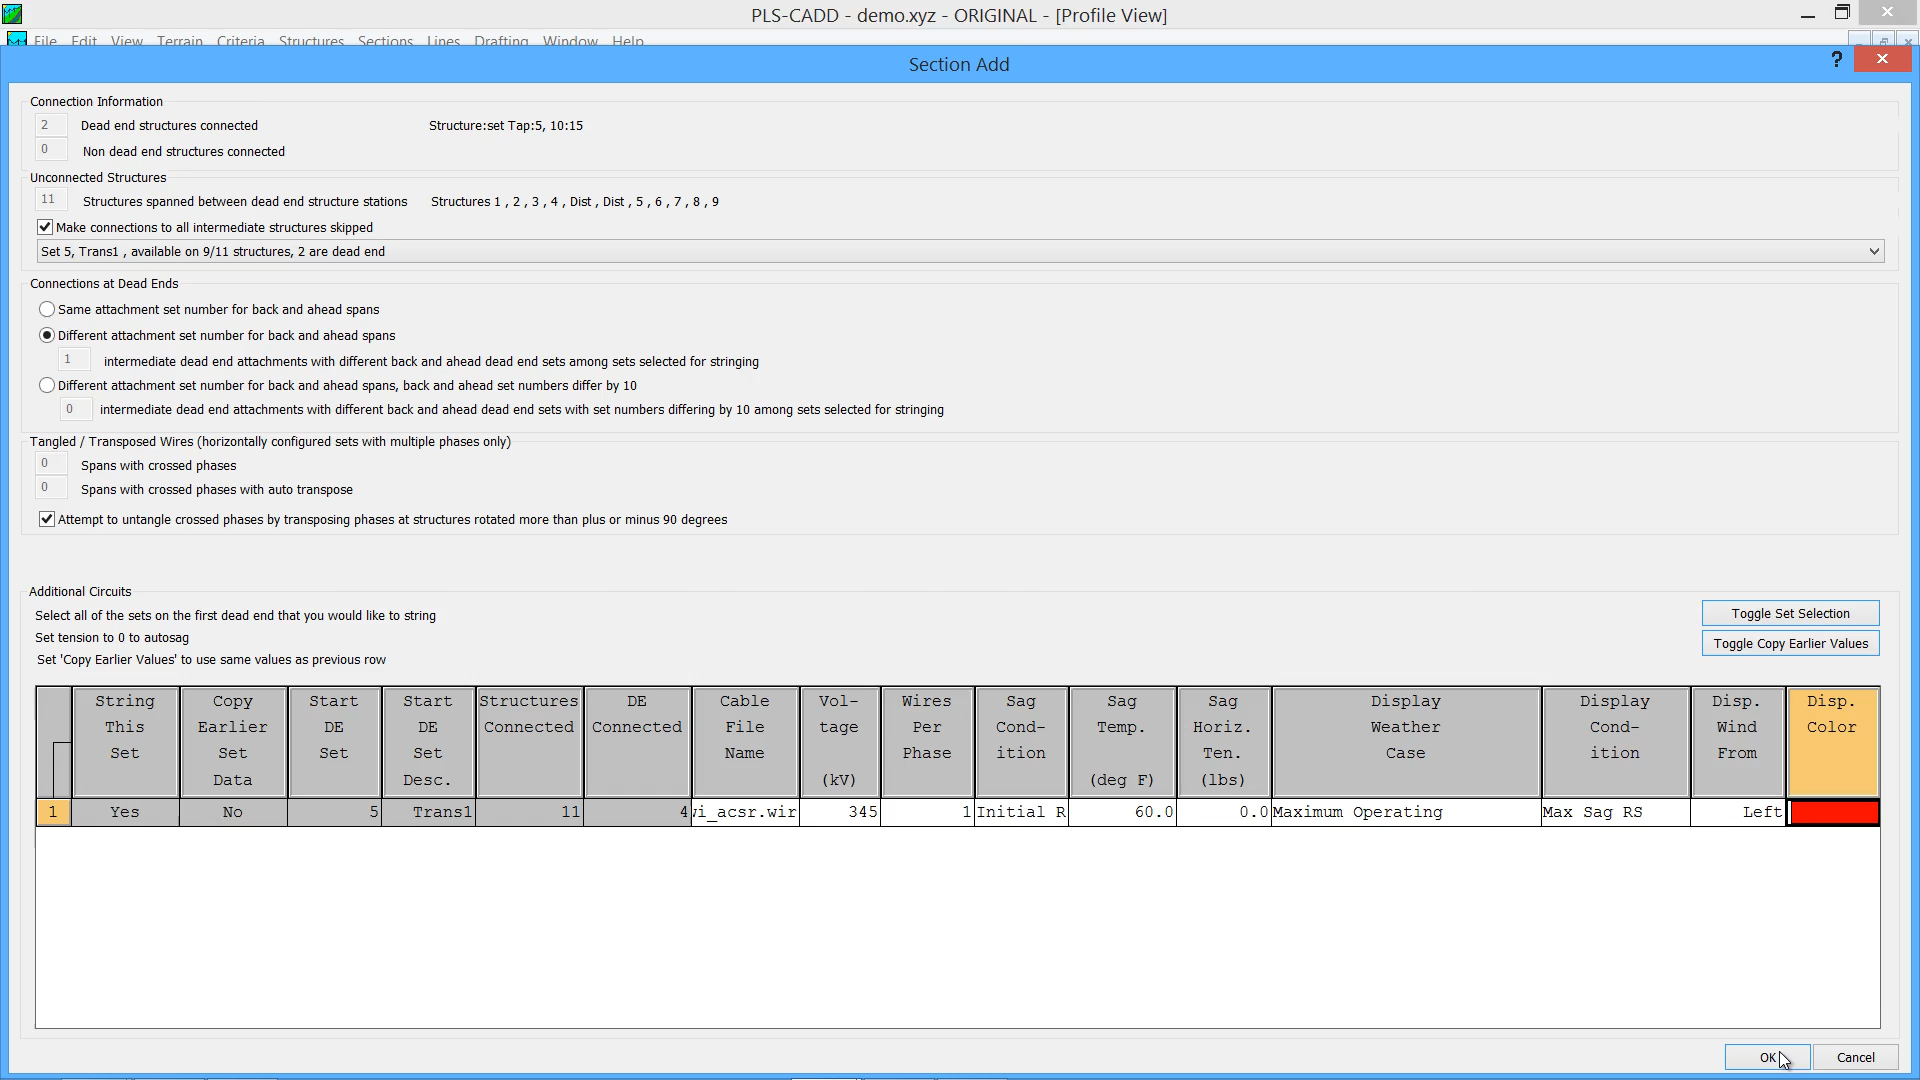 PLS-CADD - demo.xyz - ORIGINAL - [Profile View]
File Edit View Terrain Criteria Structures Sections Lines Drafting Window Help
Section Add
?
Connection Information
2 Dead end structures connected Structure:set Tap:5, 10:15
0 Non dead end structures connected
Unconnected Structures
11 Structures spanned between dead end structure stations Structures 1 , 2 , 3 , 4 , Dist , Dist , 5 , 6 , 7 , 8 , 9
Make connections to all intermediate structures skipped
Set 5, Trans1 , available on 9/11 structures, 2 are dead end
Connections at Dead Ends
Same attachment set number for back and ahead spans
Different attachment set number for back and ahead spans
1 intermediate dead end attachments with different back and ahead dead end sets among sets selected for stringing
Different attachment set number for back and ahead spans, back and ahead set numbers differ by 10
0 intermediate dead end attachments with different back and ahead dead end sets with set numbers differing by 10 among sets selected for stringing
Tangled / Transposed Wires (horizontally configured sets with multiple phases only)
0 Spans with crossed phases
0 Spans with crossed phases with auto transpose
Attempt to untangle crossed phases by transposing phases at structures rotated more than plus or minus 90 degrees
Additional Circuits
Select all of the sets on the first dead end that you would like to string
Toggle Set Selection
Set tension to 0 to autosag
Toggle Copy Earlier Values
Set 'Copy Earlier Values' to use same values as previous row
String Copy Start Start Structures DE Cable Vol- Wires Sag Sag Sag Display Display Disp. Disp.
This Earlier DE DE Connected Connected File tage Per Cond- Temp. Horiz. Weather Cond- Wind Color
Set Set Set Set Name Phase ition Ten. Case ition From
Data Desc. (kV) (deg F) (lbs)
1 Yes No 5 Trans1 11 4 i_acsr.wir 345 1 Initial R 60.0 0.0 Maximum Operating Max Sag RS Left
OK Cancel